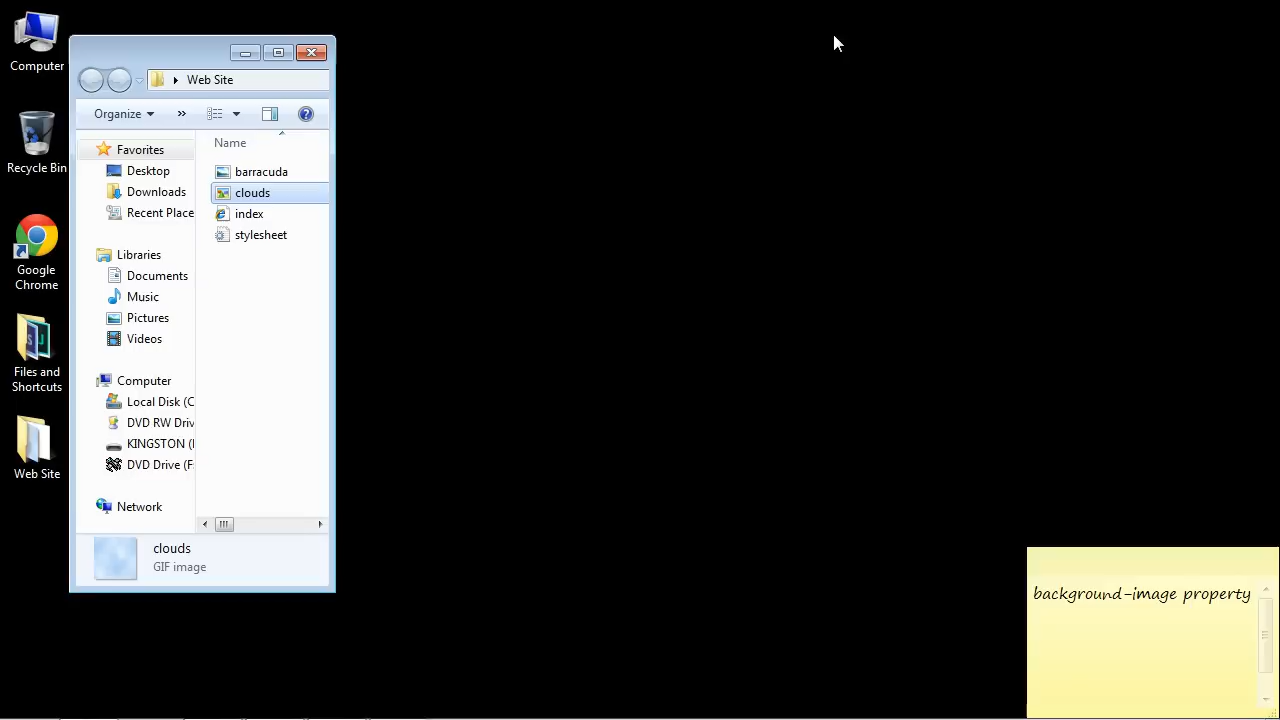 Computer
Recycle Bin
Google
Chrome
Files and
Shortcuts
Web Site
Web Site
Organize
»
Name
Favorites
Desktop
Downloads
Recent Place
Libraries
Documents
Music
Pictures
Videos
Computer
Local Disk (C
DVD RW Driv
KINGSTON (
DVD Drive (F
Network
barracuda
clouds
index
stylesheet
clouds
GIF image
background-image property